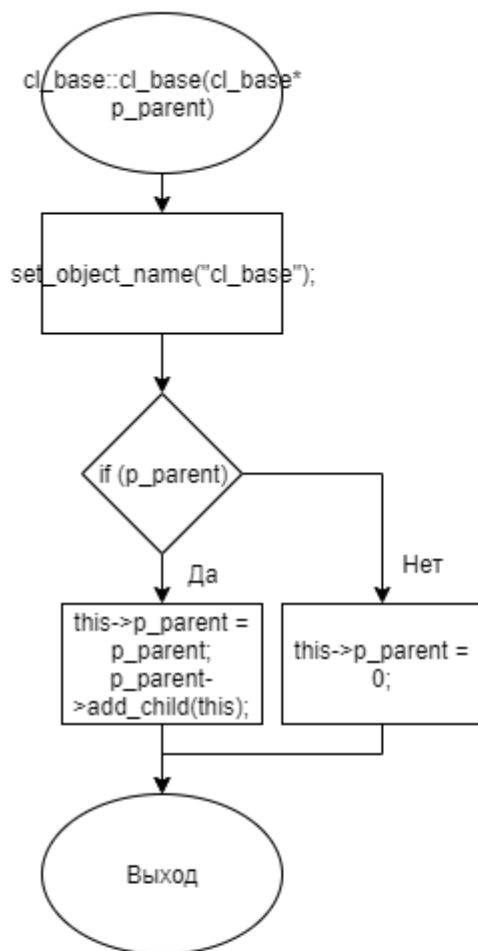 cl_base::cl_base(cl_base*
p_parent)
set_object_name("cl_base");
if (p_parent)
Да
Нет
this->p_parent =
p_parent;
p_parent-
>add_child(this);
this->p_parent =
0;
Выход